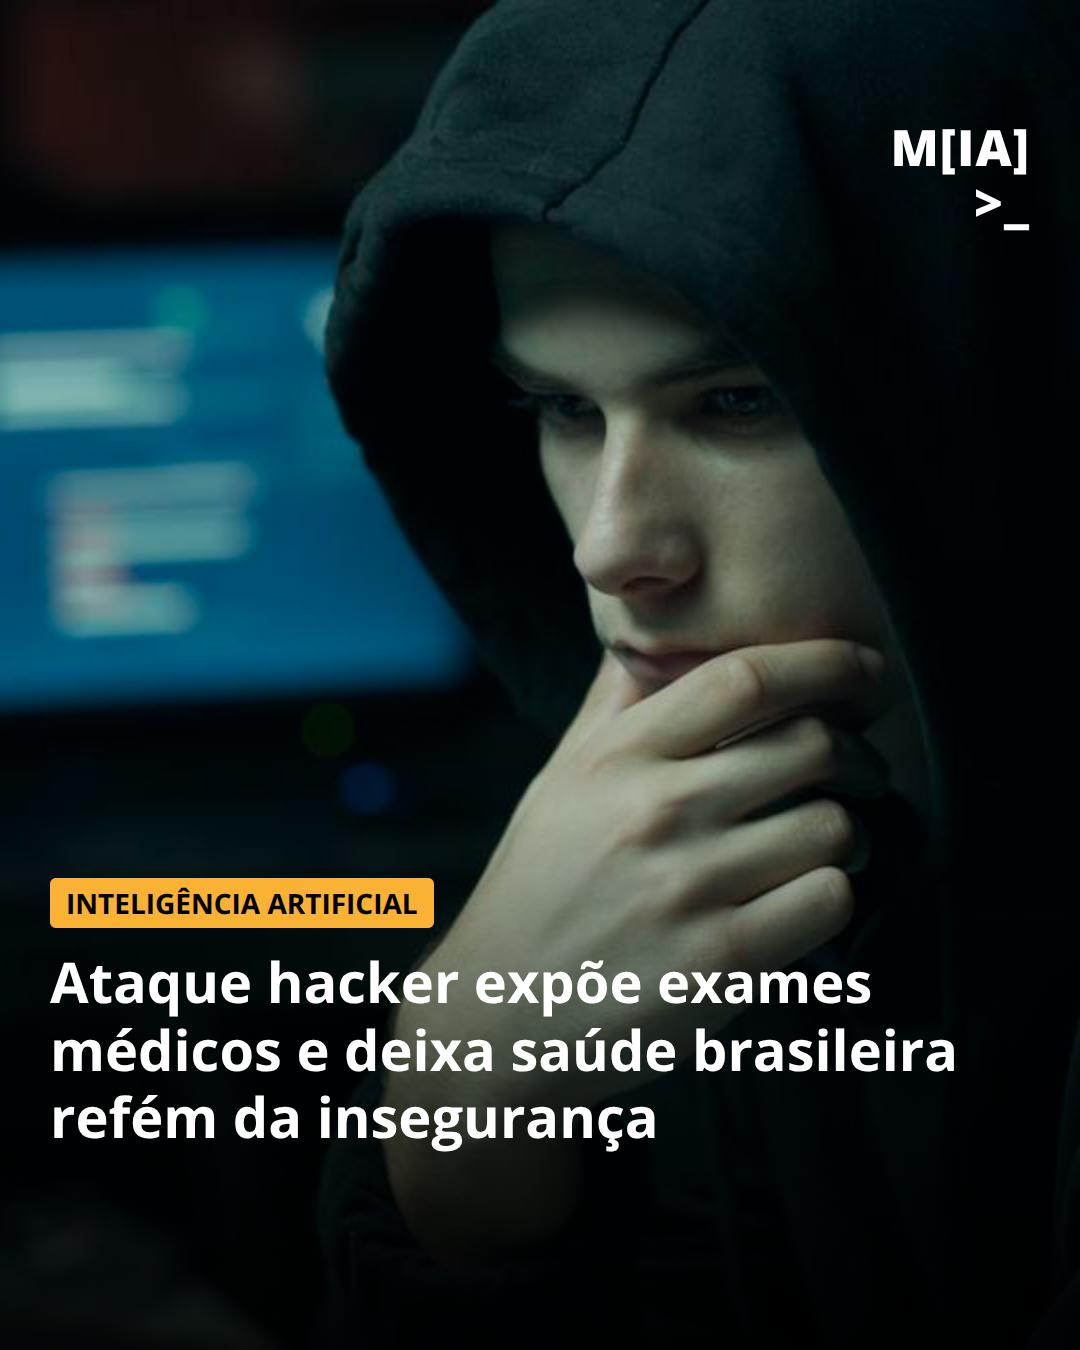 M[IA]
>_
INTELIGÊNCIA ARTIFICIAL
Ataque hacker expõe exames
médicos e deixa saúde brasileira
refém da insegurança